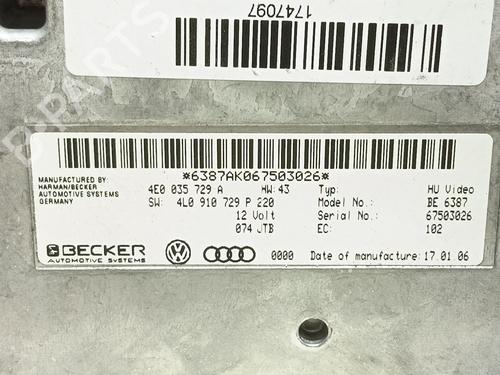 1747097
B-PARTS
*6387AK067503026*
MANUFACTURED BY:
HARMAN/BECKER
AUTOMOTIVE SYSTEMS
GERMANY
4E0 035 729 A HW: 43 Typ: HU Video
SW: 4L0 910 729 P 220 Model No.: BE 6387
12 Volt Serial No.: 67503026
074 JTB EC: 102
BECKER
AUTOMOTIVE SYSTEMS
0000 Date of manufacture: 17 01 06